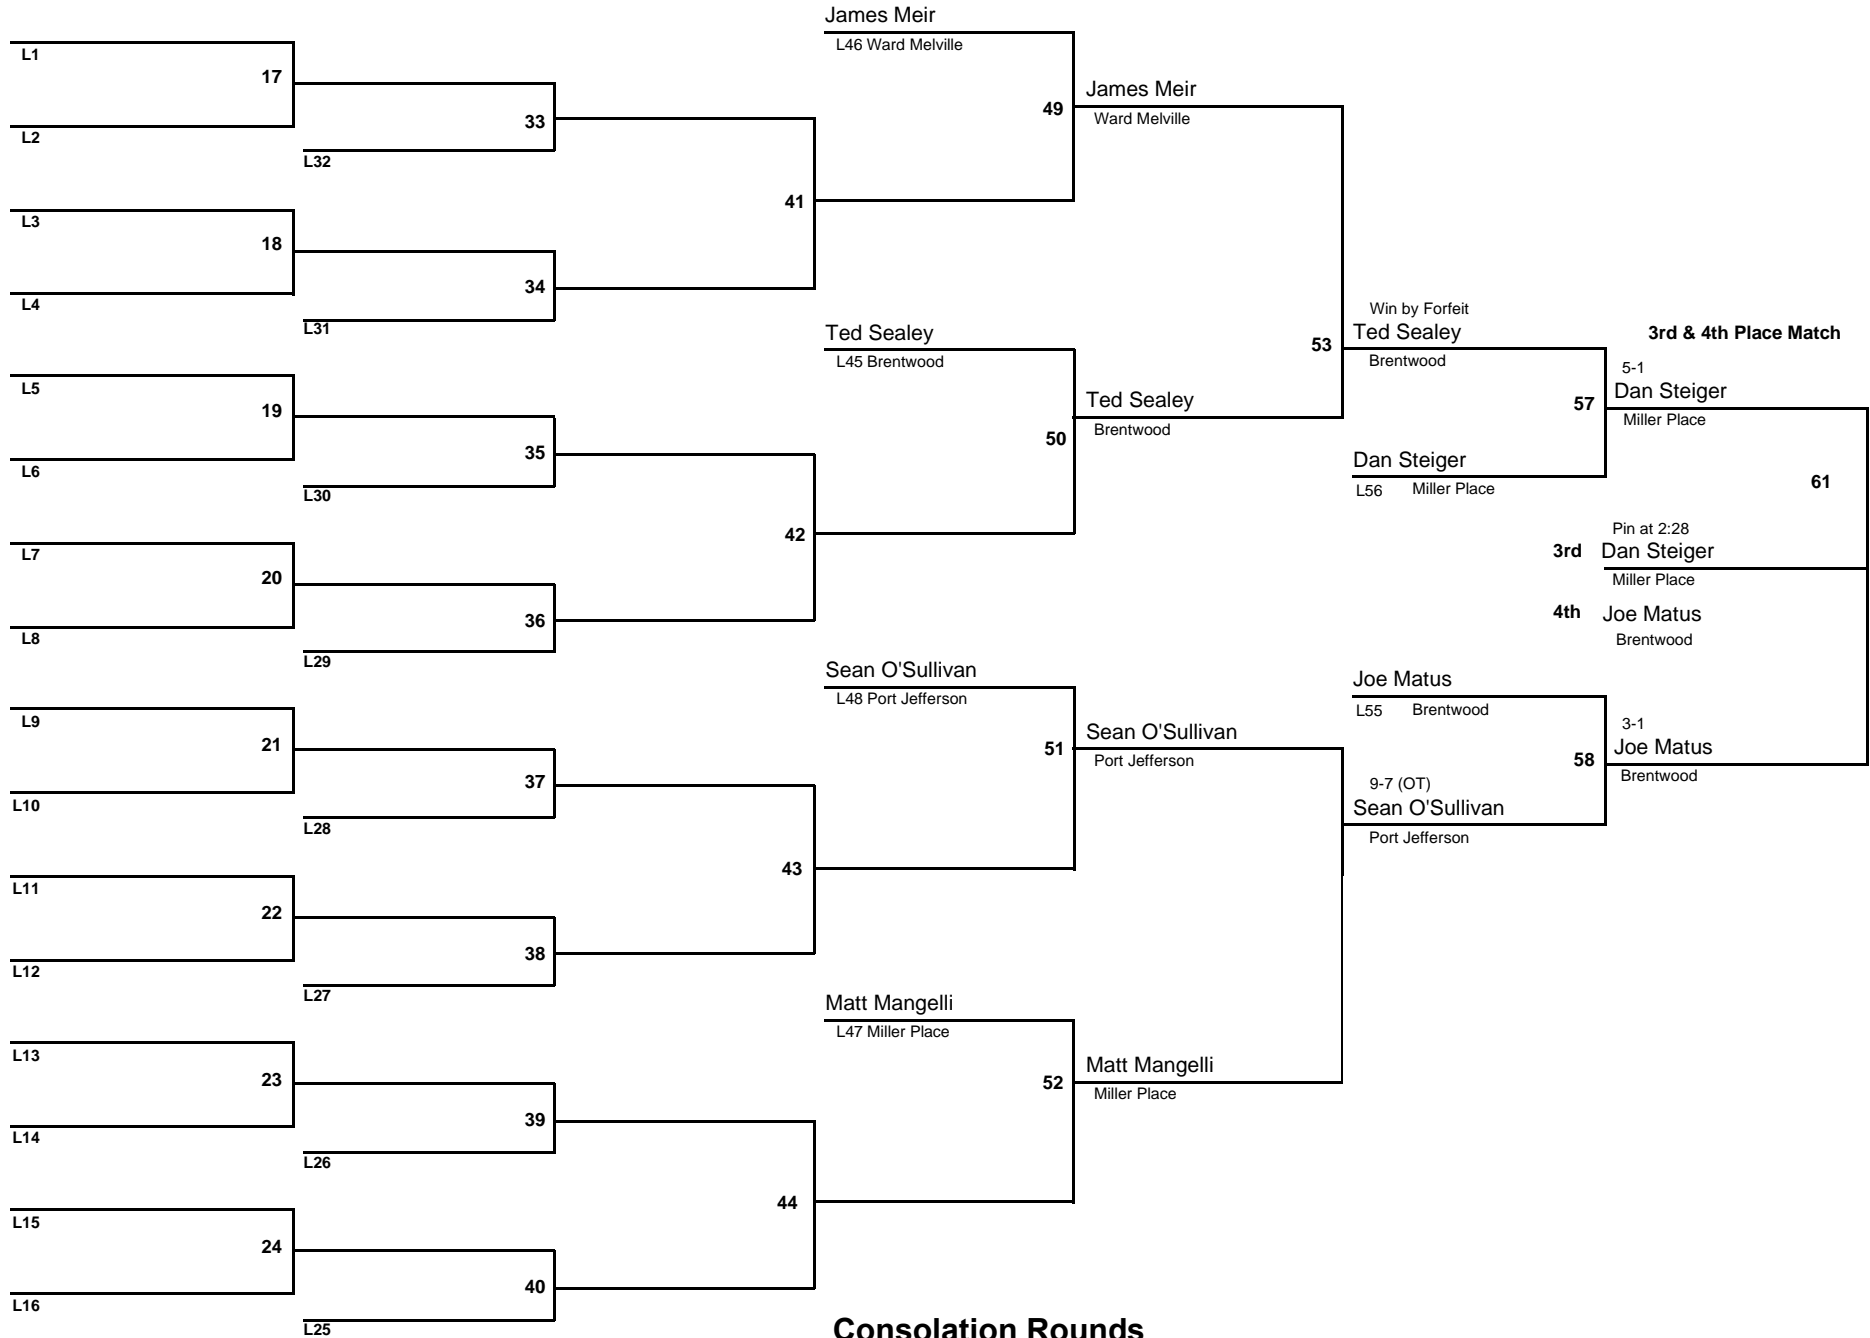 James Meir
L46 Ward Melville
L1
17
James Meir
49
Ward Melville
33
L2
L32
41
L3
18
34
L4
Win by Forfeit
L31
Ted Sealey
Ted Sealey
3rd & 4th Place Match
53
L45 Brentwood
Brentwood
5-1
L5
Dan Steiger
Ted Sealey
57
19
Miller Place
Brentwood
50
35
Dan Steiger
L6
61
L56 Miller Place
L30
Pin at 2:28
42
3rd Dan Steiger
L7
20
Miller Place
4th Joe Matus
36
L8
Brentwood
L29
Sean O'Sullivan
Joe Matus
L48 Port Jefferson
L55 Brentwood
L9
3-1
Sean O'Sullivan
21
51
Joe Matus
Port Jefferson
58
Brentwood
37
9-7 (OT)
L10
Sean O'Sullivan
L28
Port Jefferson
43
L11
22
38
L12
L27
Matt Mangelli
L47 Miller Place
L13
Matt Mangelli
23
52
Miller Place
39
L14
L26
44
L15
24
40
L16
L25
Consolation Rounds